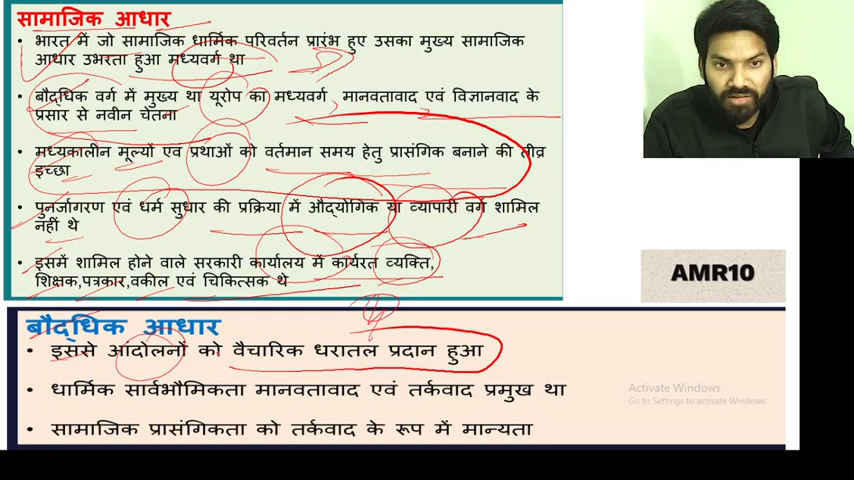 सामाजिक आधार
• भारत में जो सामाजिक धार्मिक परिवर्तन प्रारंभ हुए उसका मुख्य सामाजिक
आधार उभरता हुआ मध्यवर्ग था
• बौद्धिक वर्ग में मुख्य था यूरोप का मध्यवर्ग , मानवतावाद एवं विज्ञानवाद के
प्रसार से नवीन चेतना
• मध्यकालीन मूल्यों एवं प्रथाओं को वर्तमान समय हेतु प्रासंगिक बनाने की तीव्र
इच्छा
• पुनर्जागरण एवं धर्म सुधार की प्रक्रिया में औद्योगिक या व्यापारी वर्ग शामिल
नहीं थे
• इसमें शामिल होने वाले सरकारी कार्यालय में कार्यरत व्यक्ति,
शिक्षक,पत्रकार,वकील एवं चिकित्सक थे
AMR10
बौद्धिक आधार
• इससे आंदोलनों को वैचारिक धरातल प्रदान हुआ
• धार्मिक सार्वभौमिकता मानवतावाद एवं तर्कवाद प्रमुख था
• सामाजिक प्रासंगिकता को तर्कवाद के रूप में मान्यता
Activate Windows
Go to Settings to activate Windows.